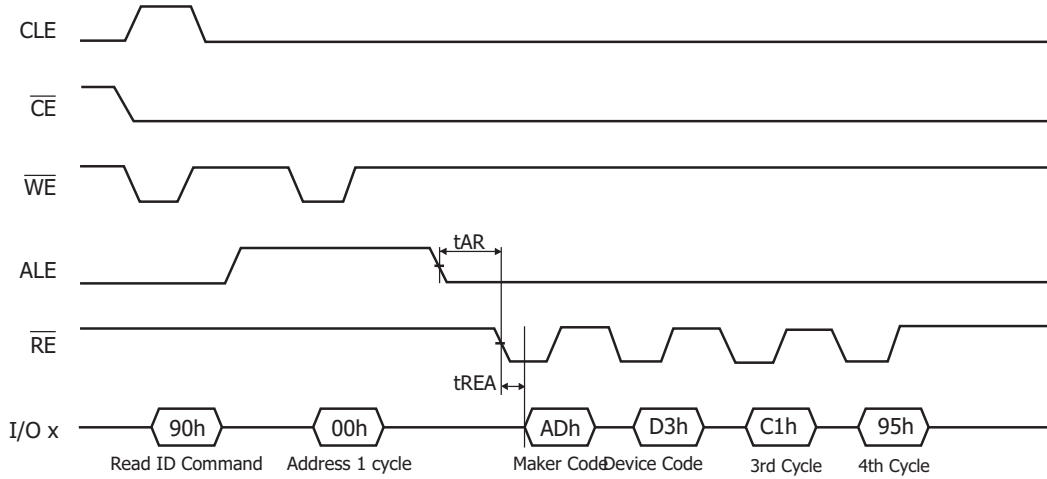 CLE
CE
WE
ALE
tAR
RE
tREA
I/O x
90h
00h
ADh
D3h
C1h
95h
Read ID Command
Address 1 cycle
Maker Code
Device Code
3rd Cycle
4th Cycle